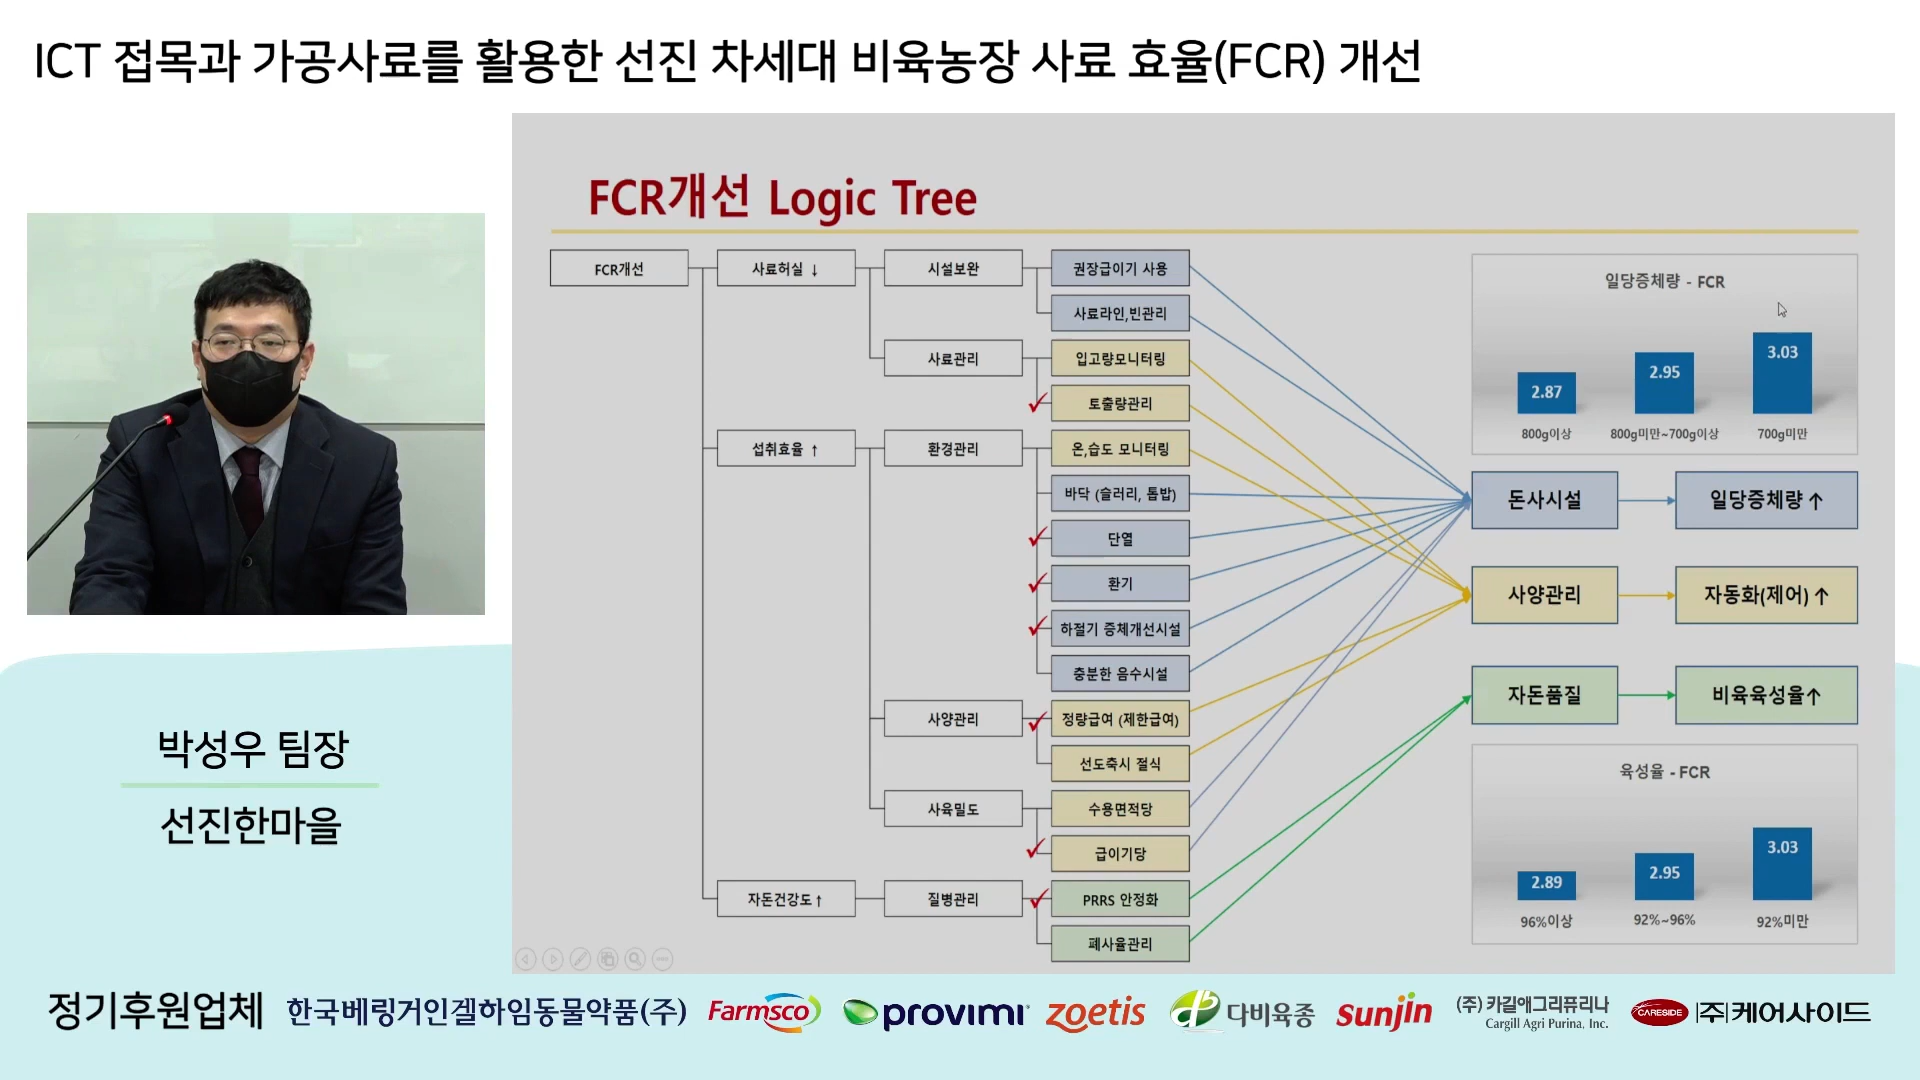 ICT 접목과 가공사료를 활용한 선진 차세대 비육농장 사료 효율(FCR) 개선
FCR개선 Logic Tree
FCR개선
사료허실 ↓
시설보완
권장급이기 사용
사료라인,빈관리
사료관리
입고량모니터링
토출량관리
섭취효율 ↑
환경관리
온,습도 모니터링
바닥 (슬러리, 톱밥)
단열
환기
하절기 증체개선시설
충분한 음수시설
사양관리
정량급여 (제한급여)
선도축시 절식
사육밀도
수용면적당
급이기당
자돈건강도↑
질병관리
PRRS 안정화
폐사율관리
일당증체량 - FCR
2.87
2.95
3.03
800g이상
800g미만~700g이상
700g미만
돈사시설
일당증체량↑
사양관리
자동화(제어)↑
자돈품질
비육육성율↑
육성율 - FCR
2.89
2.95
3.03
96%이상
92%~96%
92%미만
박성우 팀장
선진한마을
정기후원업체
한국베링거인겔하임동물약품(주)
Farmsco
provimi
zoetis
다비육종
sunjin
(주) 카길애그리퓨리나
Cargill Agri Purina, Inc.
CARESIDE
(주)케어사이드